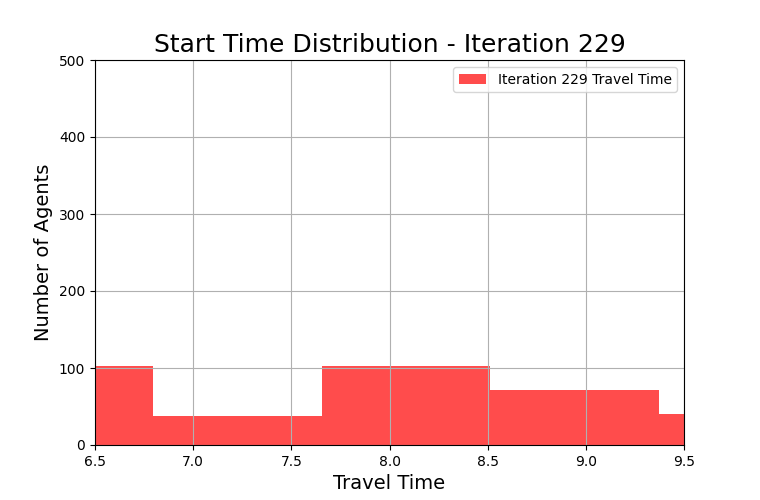 Start Time Distribution - Iteration 229
Iteration 229 Travel Time
Number of Agents
500
400
300
200
100
0
6.5 7.0 7.5 8.0 8.5 9.0 9.5
Travel Time